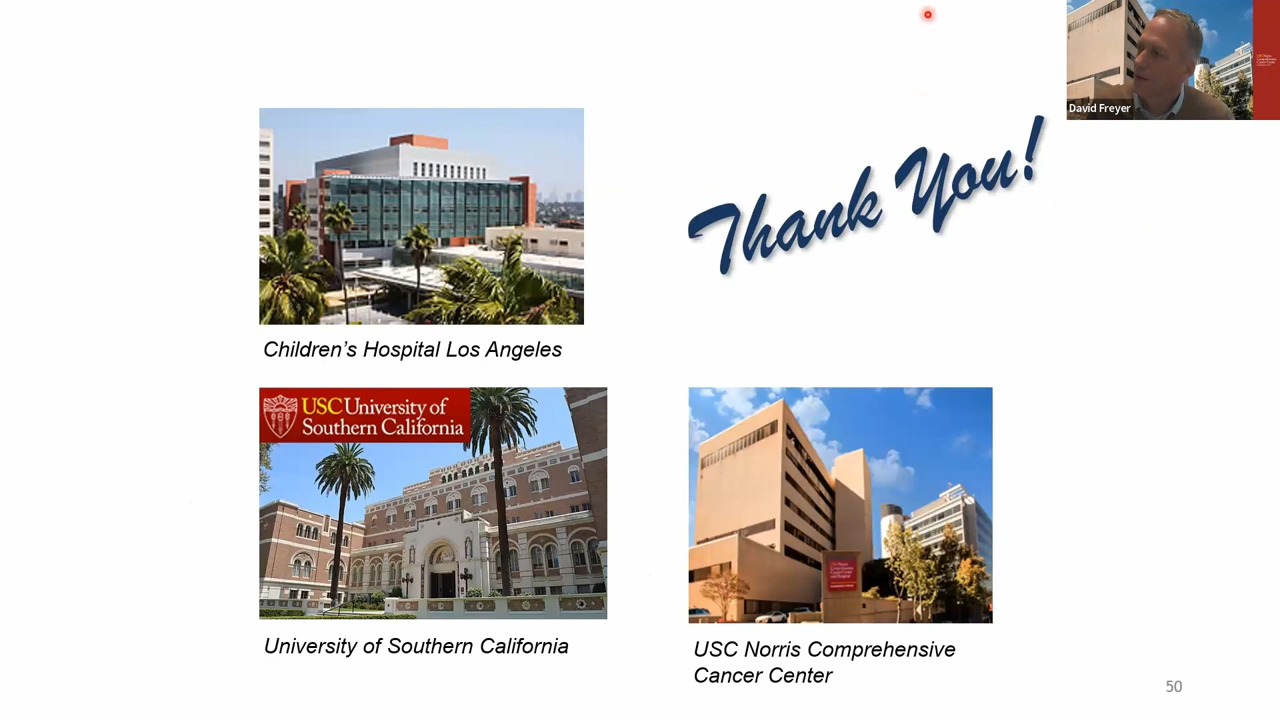 David Freyer
Thank You!
Children’s Hospital Los Angeles
USC University of
Southern California
University of Southern California
USC Norris Comprehensive
Cancer Center
50